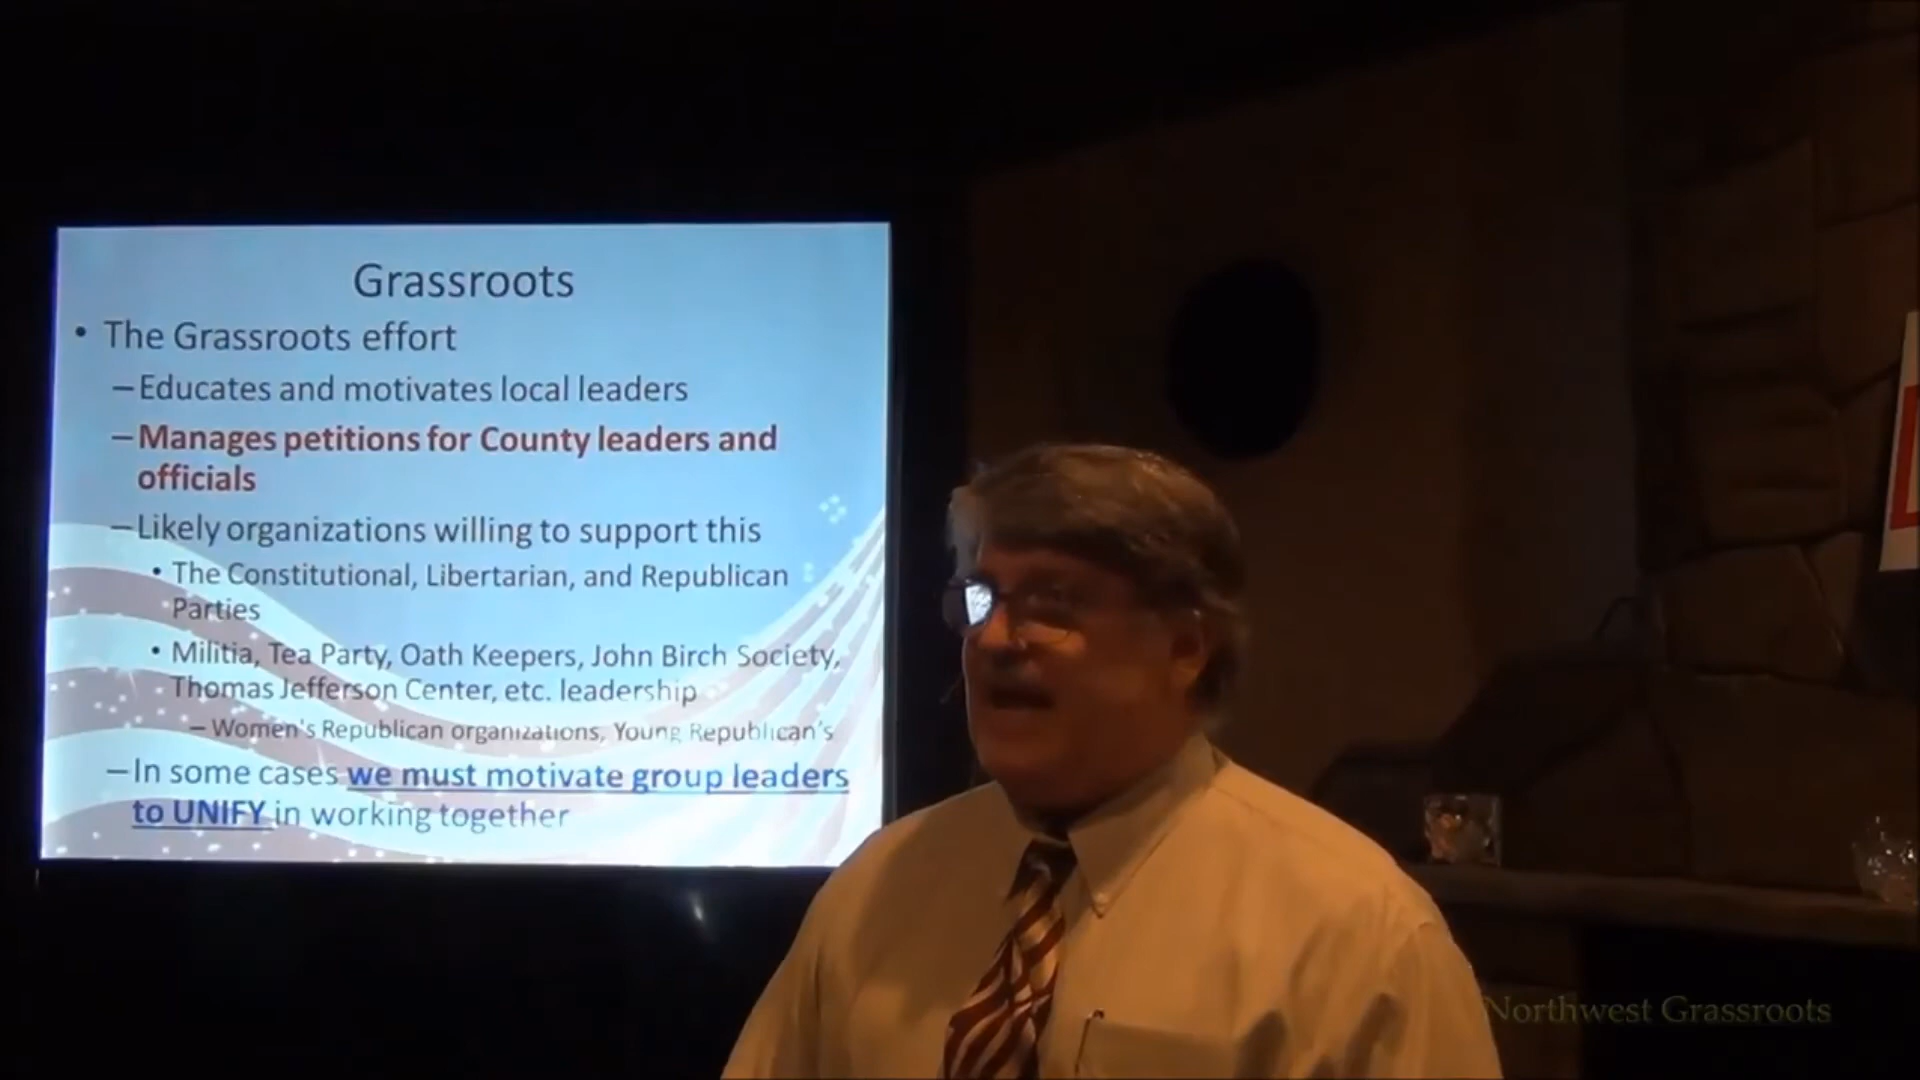 Grassroots
• The Grassroots effort
– Educates and motivates local leaders
– Manages petitions for County leaders and
officials
– Likely organizations willing to support this
• The Constitutional, Libertarian, and Republican
Parties
• Militia, Tea Party, Oath Keepers, John Birch Society,
Thomas Jefferson Center, etc. leadership
– Women's Republican organizations, Young Republican's
– In some cases we must motivate group leaders
to UNIFY in working together
Northwest Grassroots